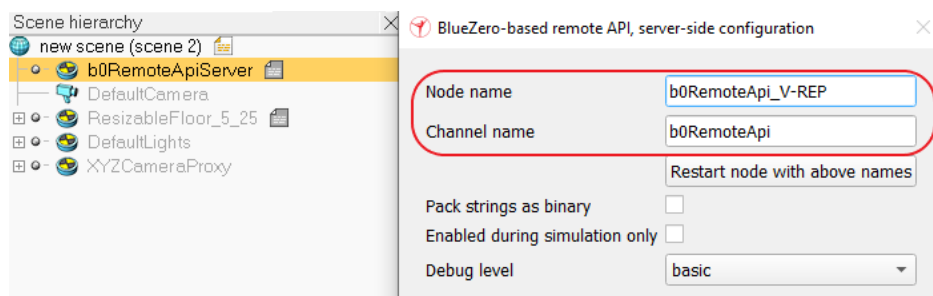 Scene hierarchy
new scene (scene 2)
b0RemoteApiServer
DefaultCamera
ResizableFloor_5_25
DefaultLights
XYZCameraProxy
BlueZero-based remote API, server-side configuration
Node name b0RemoteApi_V-REP
Channel name b0RemoteApi
Restart node with above names
Pack strings as binary
Enabled during simulation only
Debug level basic